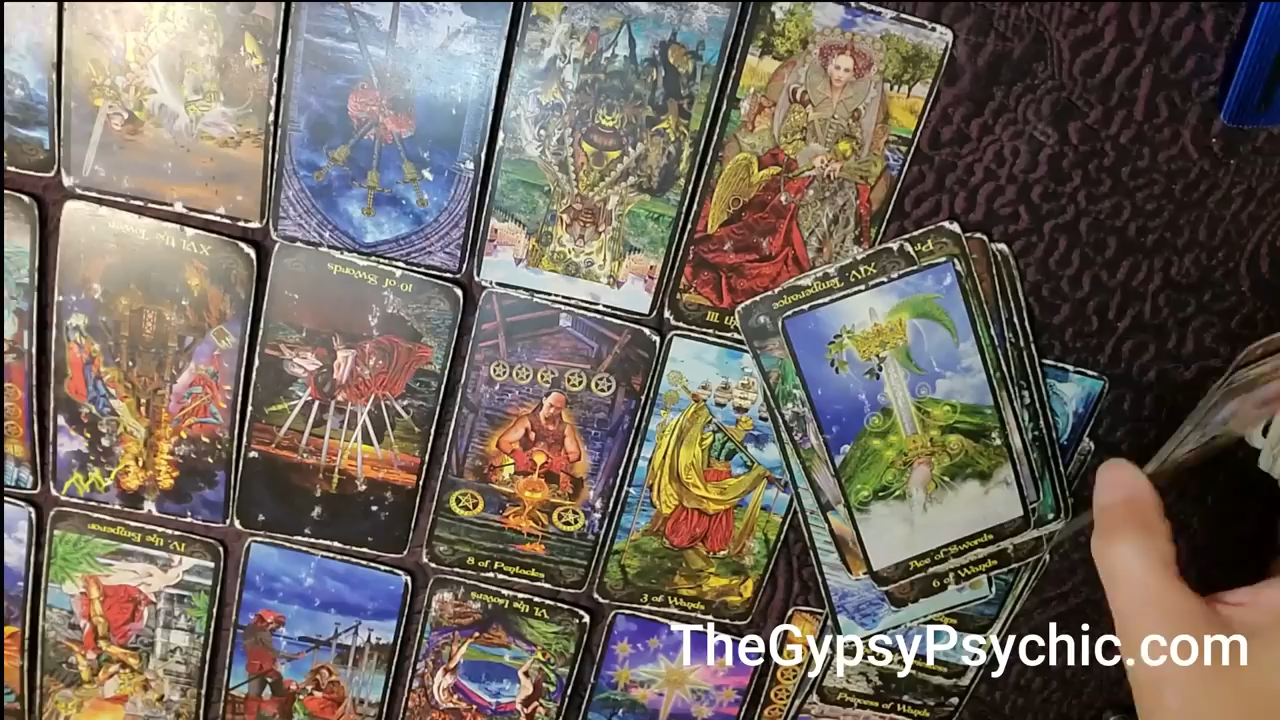 III
XVI the Tower
10 of Swords
XIV. Temperance
8 of Pentacles
3 of Wands
Ace of Swords
6 of Wands
Cups
IV. the Emperor
VI. the Lovers
TheGypsyPsychic.com
Princess of Wands